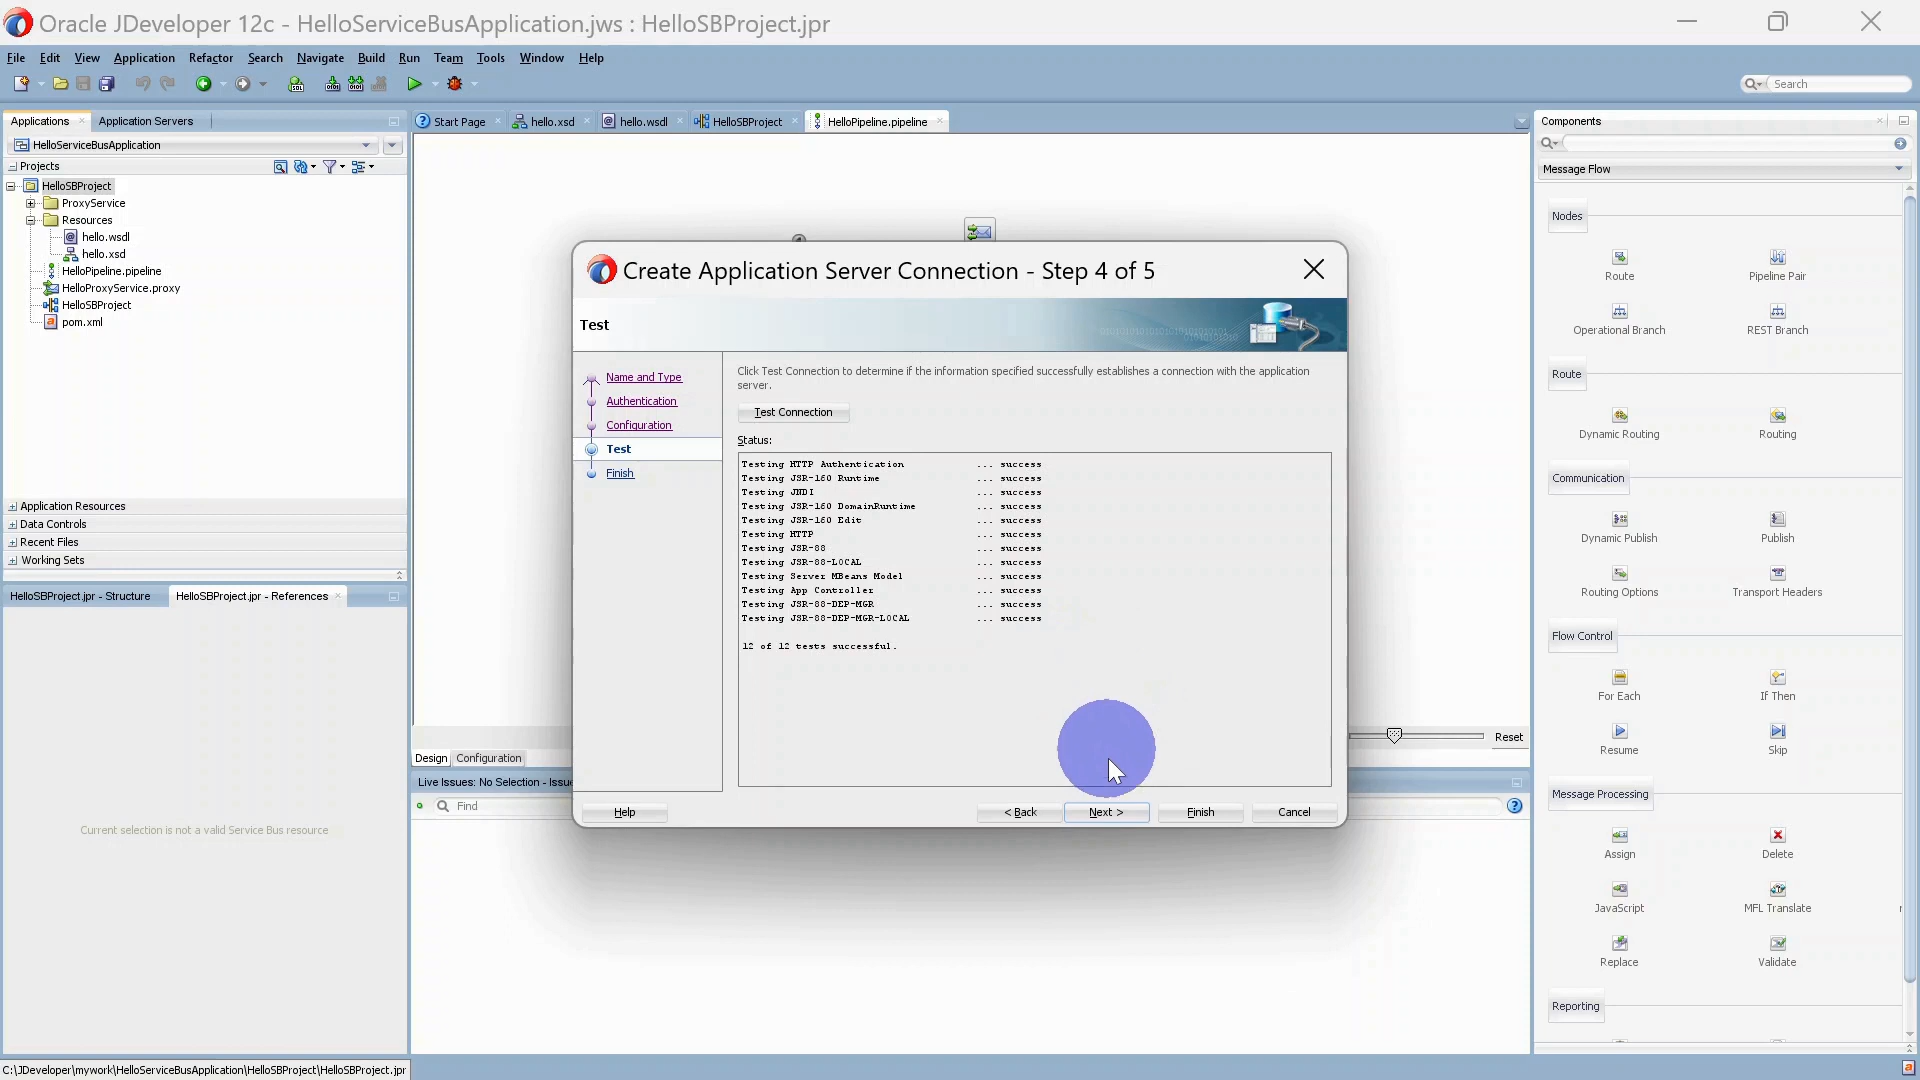 Oracle JDeveloper 12c - HelloServiceBusApplication.jws : HelloSBProject.jpr
File Edit View Application Refactor Search Navigate Build Run Team Tools Window Help
Search
Applications
Application Servers
HelloServiceBusApplication
Projects
HelloSBProject
ProxyService
Resources
hello.wsdl
hello.xsd
HelloPipeline.pipeline
HelloProxyService.proxy
HelloSBProject
pom.xml
Application Resources
Data Controls
Recent Files
Working Sets
HelloSBProject.jpr - Structure
HelloSBProject.jpr - References
Current selection is not a valid Service Bus resource
C:\JDeveloper\mywork\HelloServiceBusApplication\HelloSBProject\HelloSBProject.jpr
Start Page
hello.xsd
hello.wsdl
HelloSBProject
HelloPipeline.pipeline
Create Application Server Connection - Step 4 of 5
Test
Name and Type
Authentication
Configuration
Test
Finish
Click Test Connection to determine if the information specified successfully establishes a connection with the application
server.
Test Connection
Status:
Testing HTTP Authentication ... success
Testing JSR-160 Runtime ... success
Testing JNDI ... success
Testing JSR-160 DomainRuntime ... success
Testing JSR-160 Edit ... success
Testing HTTP ... success
Testing JSR-88 ... success
Testing JSR-88-LOCAL ... success
Testing Server MBeans Model ... success
Testing App Controller ... success
Testing JSR-88-DEP-MGR ... success
Testing JSR-88-DEP-MGR-LOCAL ... success
12 of 12 tests successful.
Help
< Back
Next >
Finish
Cancel
Reset
Design
Configuration
Live Issues: No Selection - Issue
Find
Components
Message Flow
Nodes
Route
Pipeline Pair
Operational Branch
REST Branch
Route
Dynamic Routing
Routing
Communication
Dynamic Publish
Publish
Routing Options
Transport Headers
Flow Control
For Each
If Then
Resume
Skip
Message Processing
Assign
Delete
JavaScript
MFL Translate
Replace
Validate
Reporting